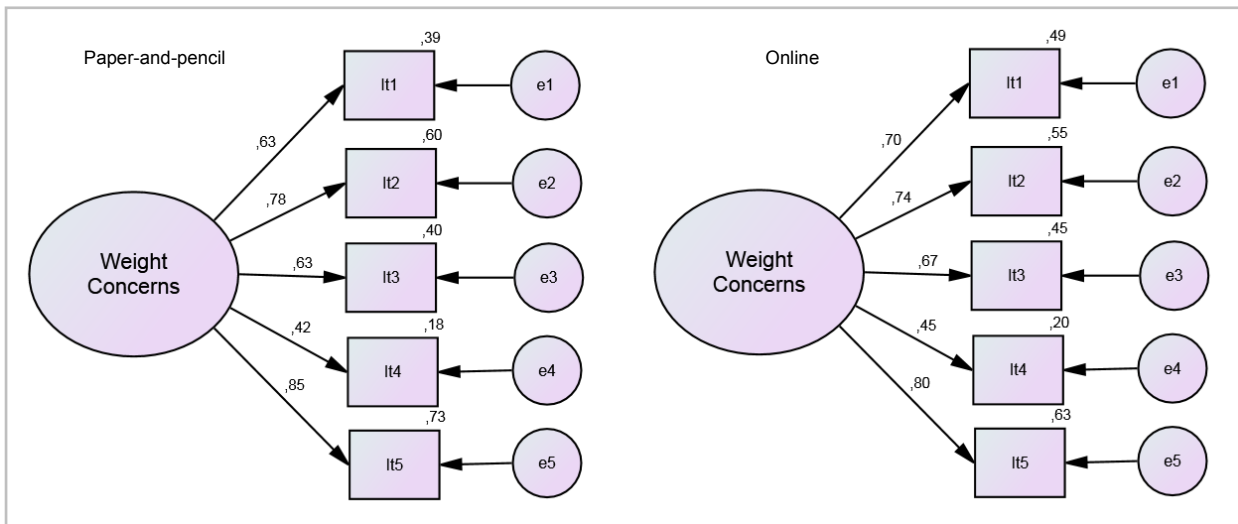 Paper-and-pencil
,39
It1
e1
,63
,60
It2
e2
,78
,40
It3
e3
,63
Weight
Concerns
,18
It4
e4
,42
,73
It5
e5
,85
Online
,49
It1
e1
,70
,55
It2
e2
,74
,45
It3
e3
,67
Weight
Concerns
,20
It4
e4
,45
,63
It5
e5
,80